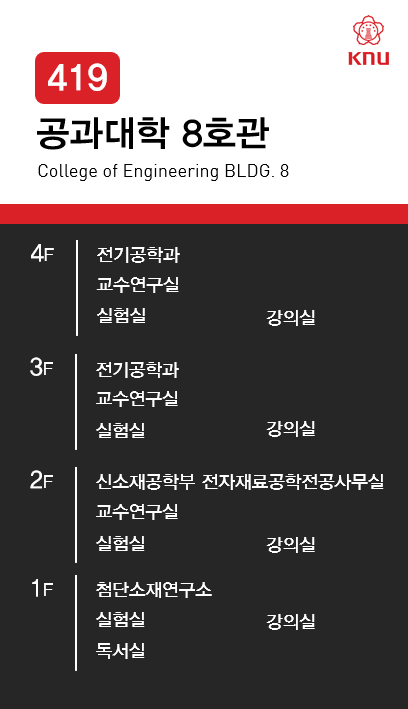 KNU
419
공과대학 8호관
College of Engineering BLDG. 8
4F 전기공학과
교수연구실
실험실 강의실
3F 전기공학과
교수연구실
실험실 강의실
2F 신소재공학부 전자재료공학전공사무실
교수연구실
실험실 강의실
1F 첨단소재연구소
실험실 강의실
독서실